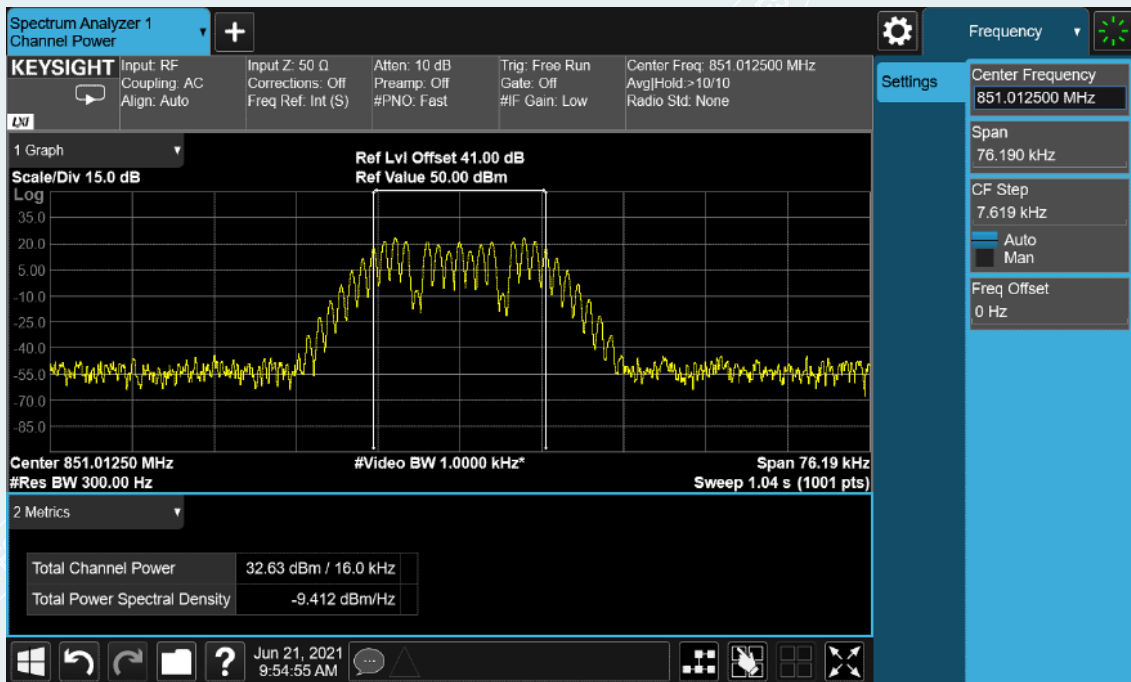 Spectrum Analyzer 1
Channel Power
+
Frequency
KEYSIGHT
LXI
Input: RF
Coupling: AC
Align: Auto
Input Z: 50 Ω
Corrections: Off
Freq Ref: Int (S)
Atten: 10 dB
Preamp: Off
#PNO: Fast
Trig: Free Run
Gate: Off
#IF Gain: Low
Center Freq: 851.012500 MHz
Avg|Hold:>10/10
Radio Std: None
Settings
Center Frequency
851.012500 MHz
Span
76.190 kHz
CF Step
7.619 kHz
Auto
Man
Freq Offset
0 Hz
1 Graph
Scale/Div 15.0 dB
Ref Lvl Offset 41.00 dB
Ref Value 50.00 dBm
Log
35.0
20.0
5.00
-10.0
-25.0
-40.0
-55.0
-70.0
-85.0
Center 851.01250 MHz
#Res BW 300.00 Hz
#Video BW 1.0000 kHz*
Span 76.19 kHz
Sweep 1.04 s (1001 pts)
2 Metrics
Total Channel Power 32.63 dBm / 16.0 kHz
Total Power Spectral Density -9.412 dBm/Hz
?
Jun 21, 2021
9:54:55 AM